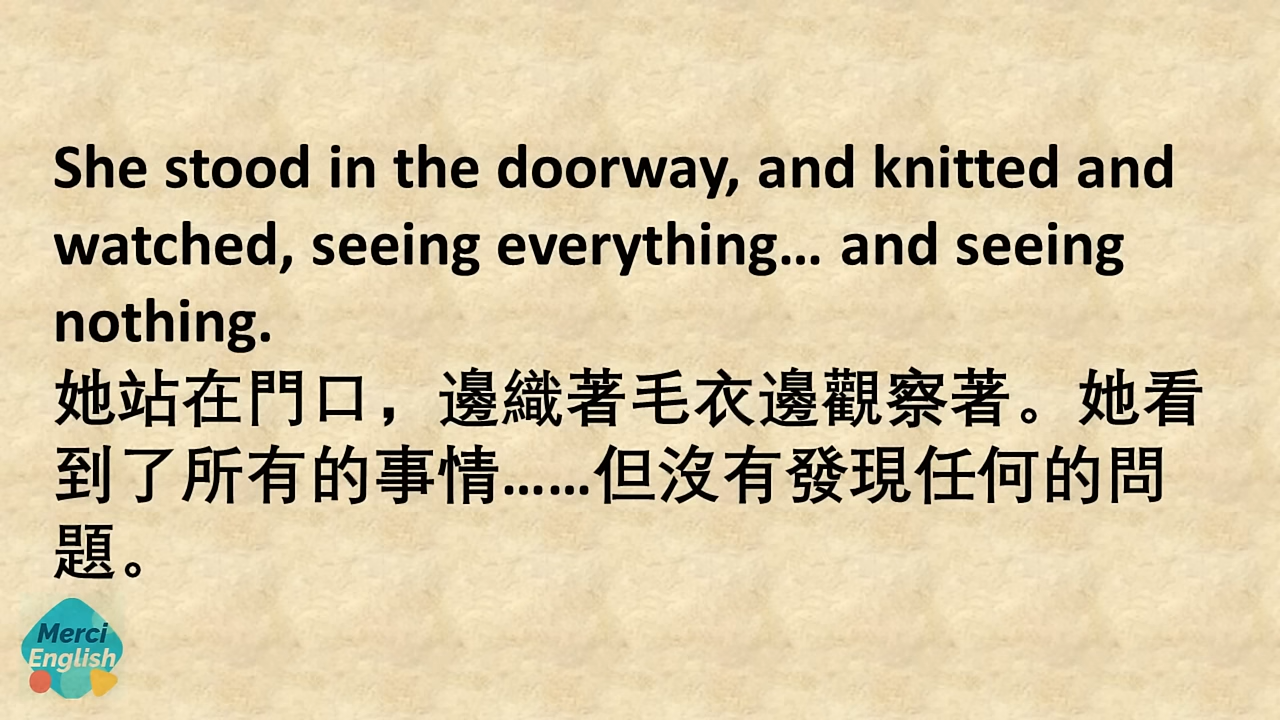 She stood in the doorway, and knitted and
watched, seeing everything… and seeing
nothing.
她站在門口，邊織著毛衣邊觀察著。她看
到了所有的事情……但沒有發現任何的問
題。
Merci
English